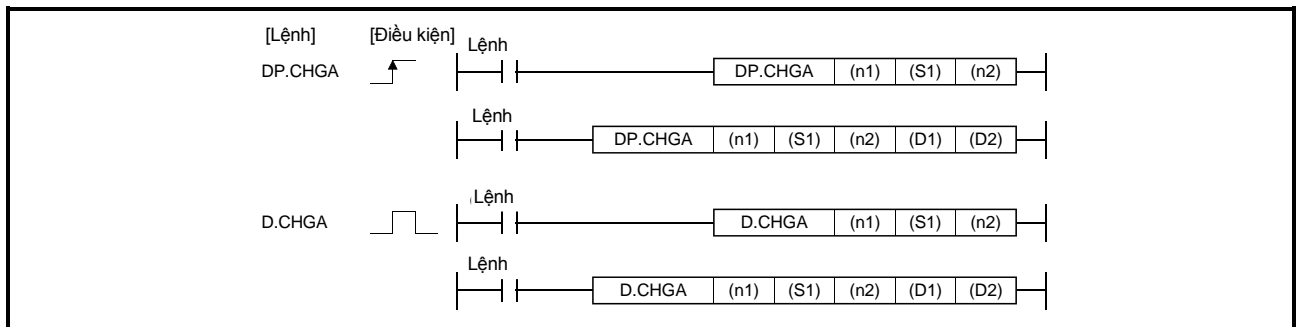 [Lệnh] [Điều kiện] Lệnh
DP.CHGA DP.CHGA (n1) (S1) (n2)
Lệnh
DP.CHGA (n1) (S1) (n2) (D1) (D2)
Lệnh
D.CHGA D.CHGA (n1) (S1) (n2)
Lệnh
D.CHGA (n1) (S1) (n2) (D1) (D2)